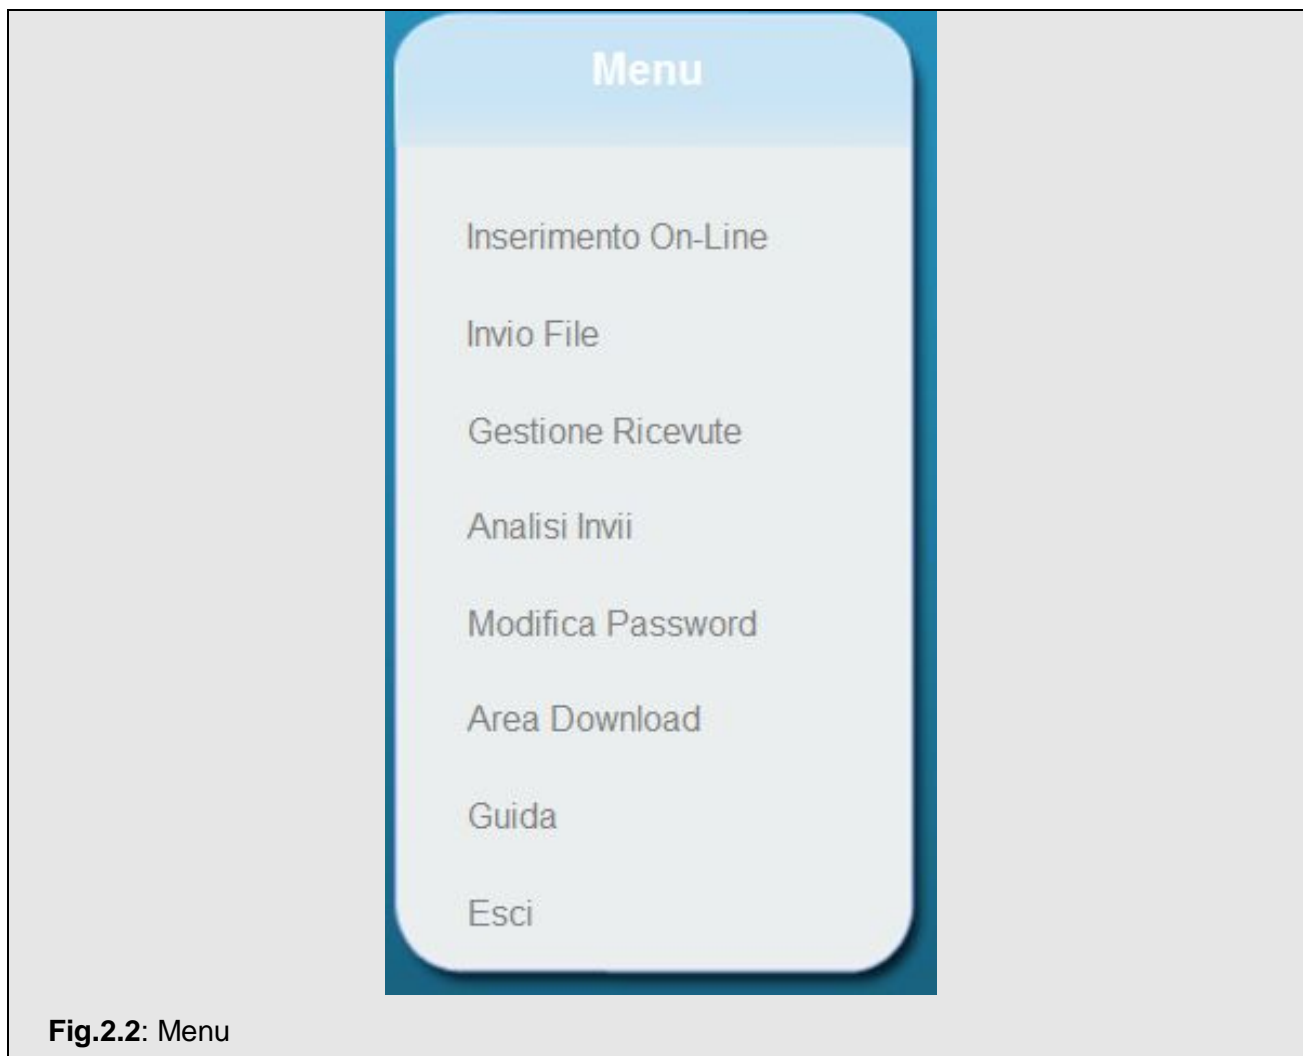 Menu
Inserimento On-Line
Invio File
Gestione Ricevute
Analisi Invii
Modifica Password
Area Download
Guida
Esci
Fig.2.2: Menu